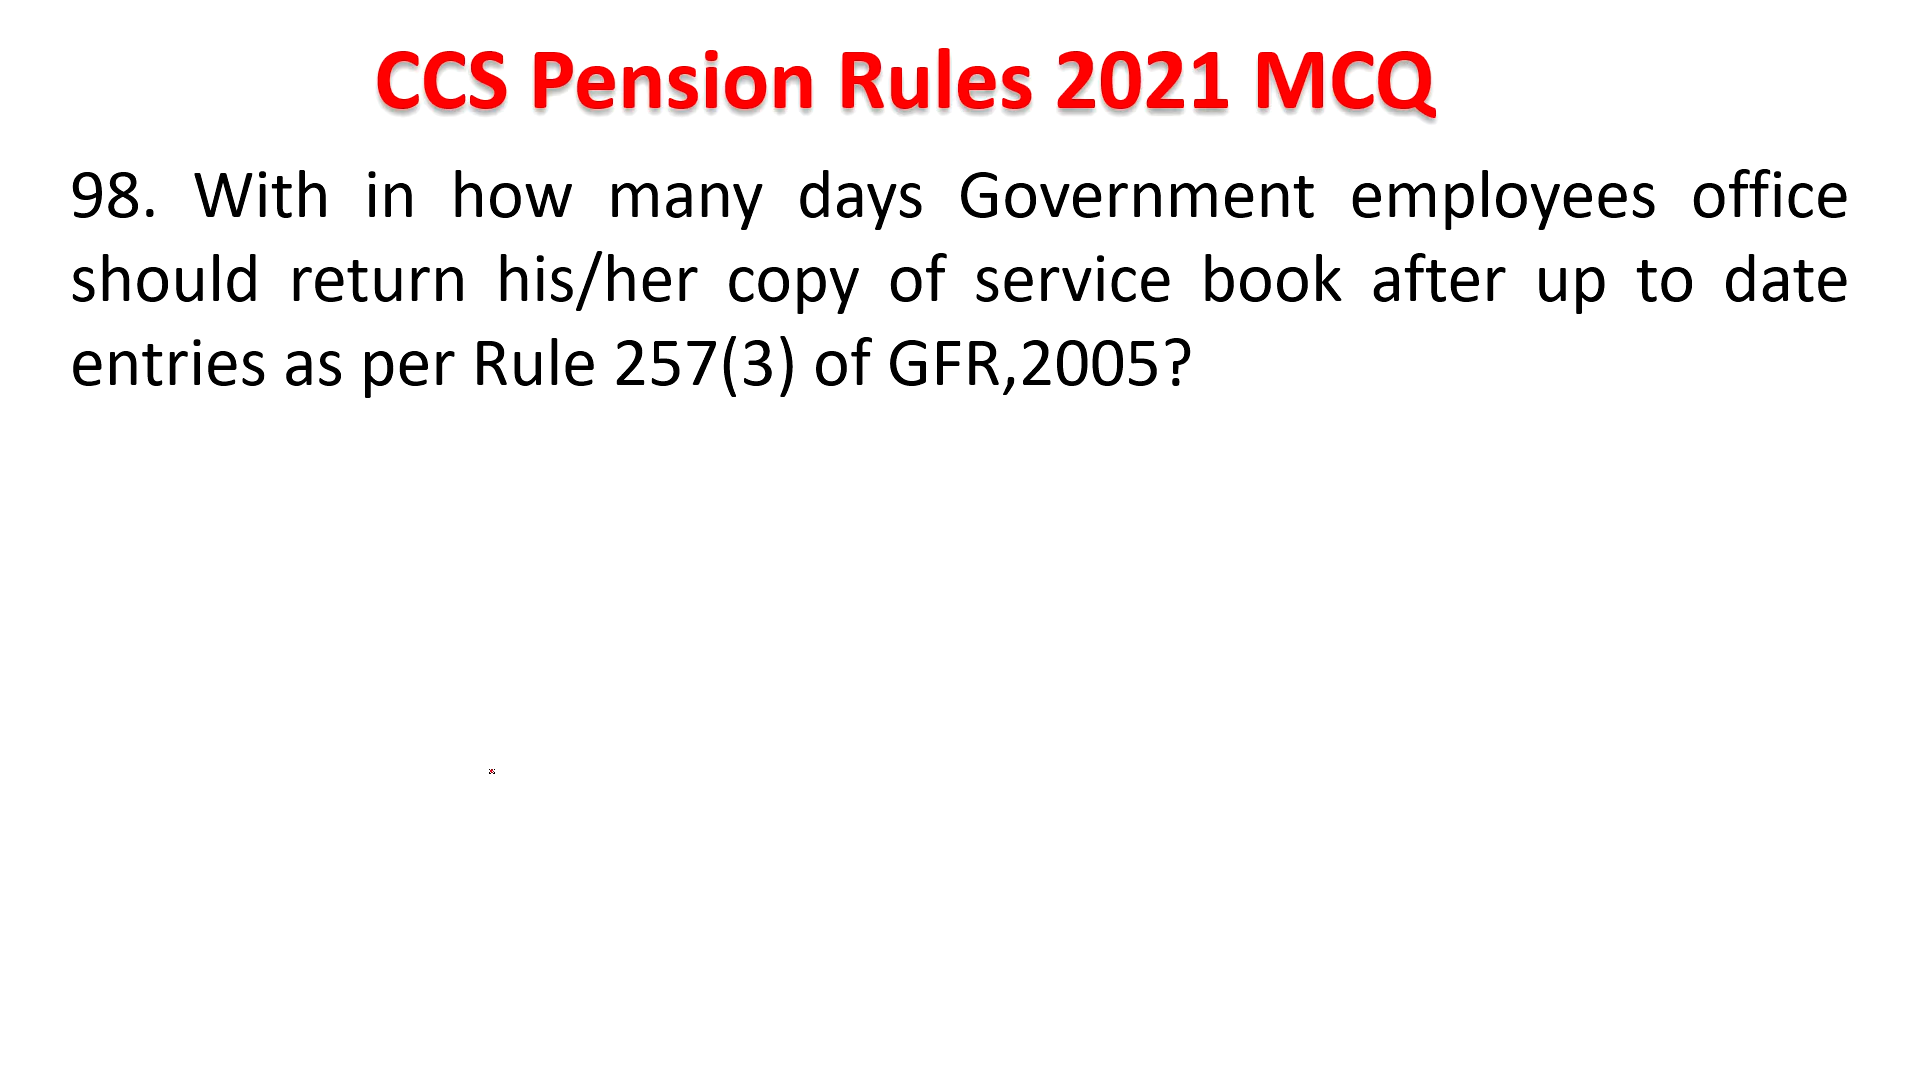 CCS Pension Rules 2021 MCQ
98. With in how many days Government employees office
should return his/her copy of service book after up to date
entries as per Rule 257(3) of GFR,2005?